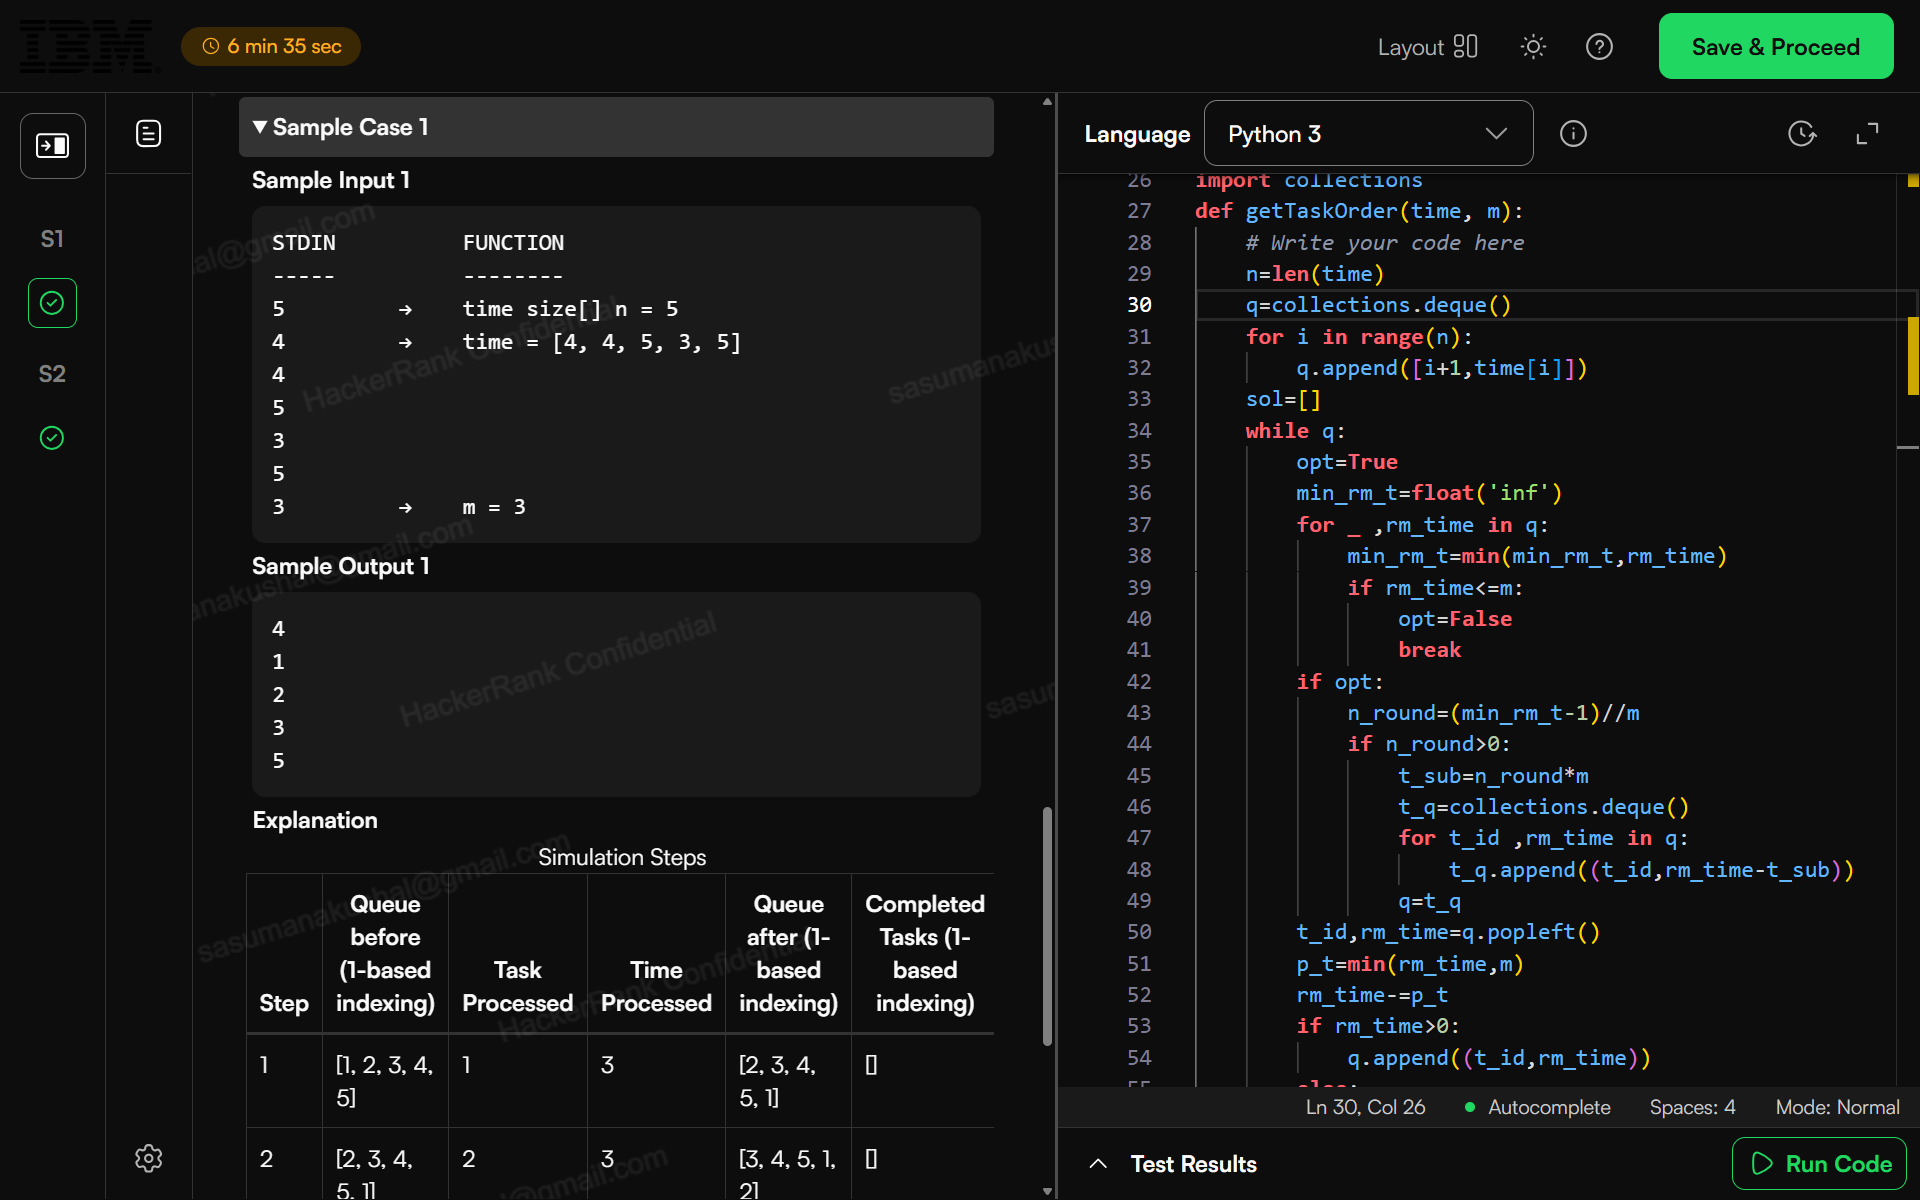 IBM
6 min 35 sec
Layout
Save & Proceed
S1
S2
▼ Sample Case 1
Sample Input 1
STDIN FUNCTION
----- --------
5 → time size[] n = 5
4 → time = [4, 4, 5, 3, 5]
4
5
3
5
3 → m = 3
Sample Output 1
4
1
2
3
5
Explanation
Simulation Steps
Step Queue before (1-based indexing) Task Processed Time Processed Queue after (1-based indexing) Completed Tasks (1-based indexing)
1 [1, 2, 3, 4, 5] 1 3 [2, 3, 4, 5, 1] []
2 [2, 3, 4, 5, 1] 2 3 [3, 4, 5, 1, 2] []
HackerRank Confidential
HackerRank Confidential
HackerRank Confidential
Language Python 3
26 import collections
27 def getTaskOrder(time, m):
28     # Write your code here
29     n=len(time)
30     q=collections.deque()
31     for i in range(n):
32         q.append([i+1,time[i]])
33     sol=[]
34     while q:
35         opt=True
36         min_rm_t=float('inf')
37         for _ ,rm_time in q:
38             min_rm_t=min(min_rm_t,rm_time)
39             if rm_time<=m:
40                 opt=False
41                 break
42         if opt:
43             n_round=(min_rm_t-1)//m
44             if n_round>0:
45                 t_sub=n_round*m
46                 t_q=collections.deque()
47                 for t_id ,rm_time in q:
48                     t_q.append((t_id,rm_time-t_sub))
49                 q=t_q
50         t_id,rm_time=q.popleft()
51         p_t=min(rm_time,m)
52         rm_time-=p_t
53         if rm_time>0:
54             q.append((t_id,rm_time))
55         else:
Ln 30, Col 26 Autocomplete Spaces: 4 Mode: Normal
Test Results
Run Code